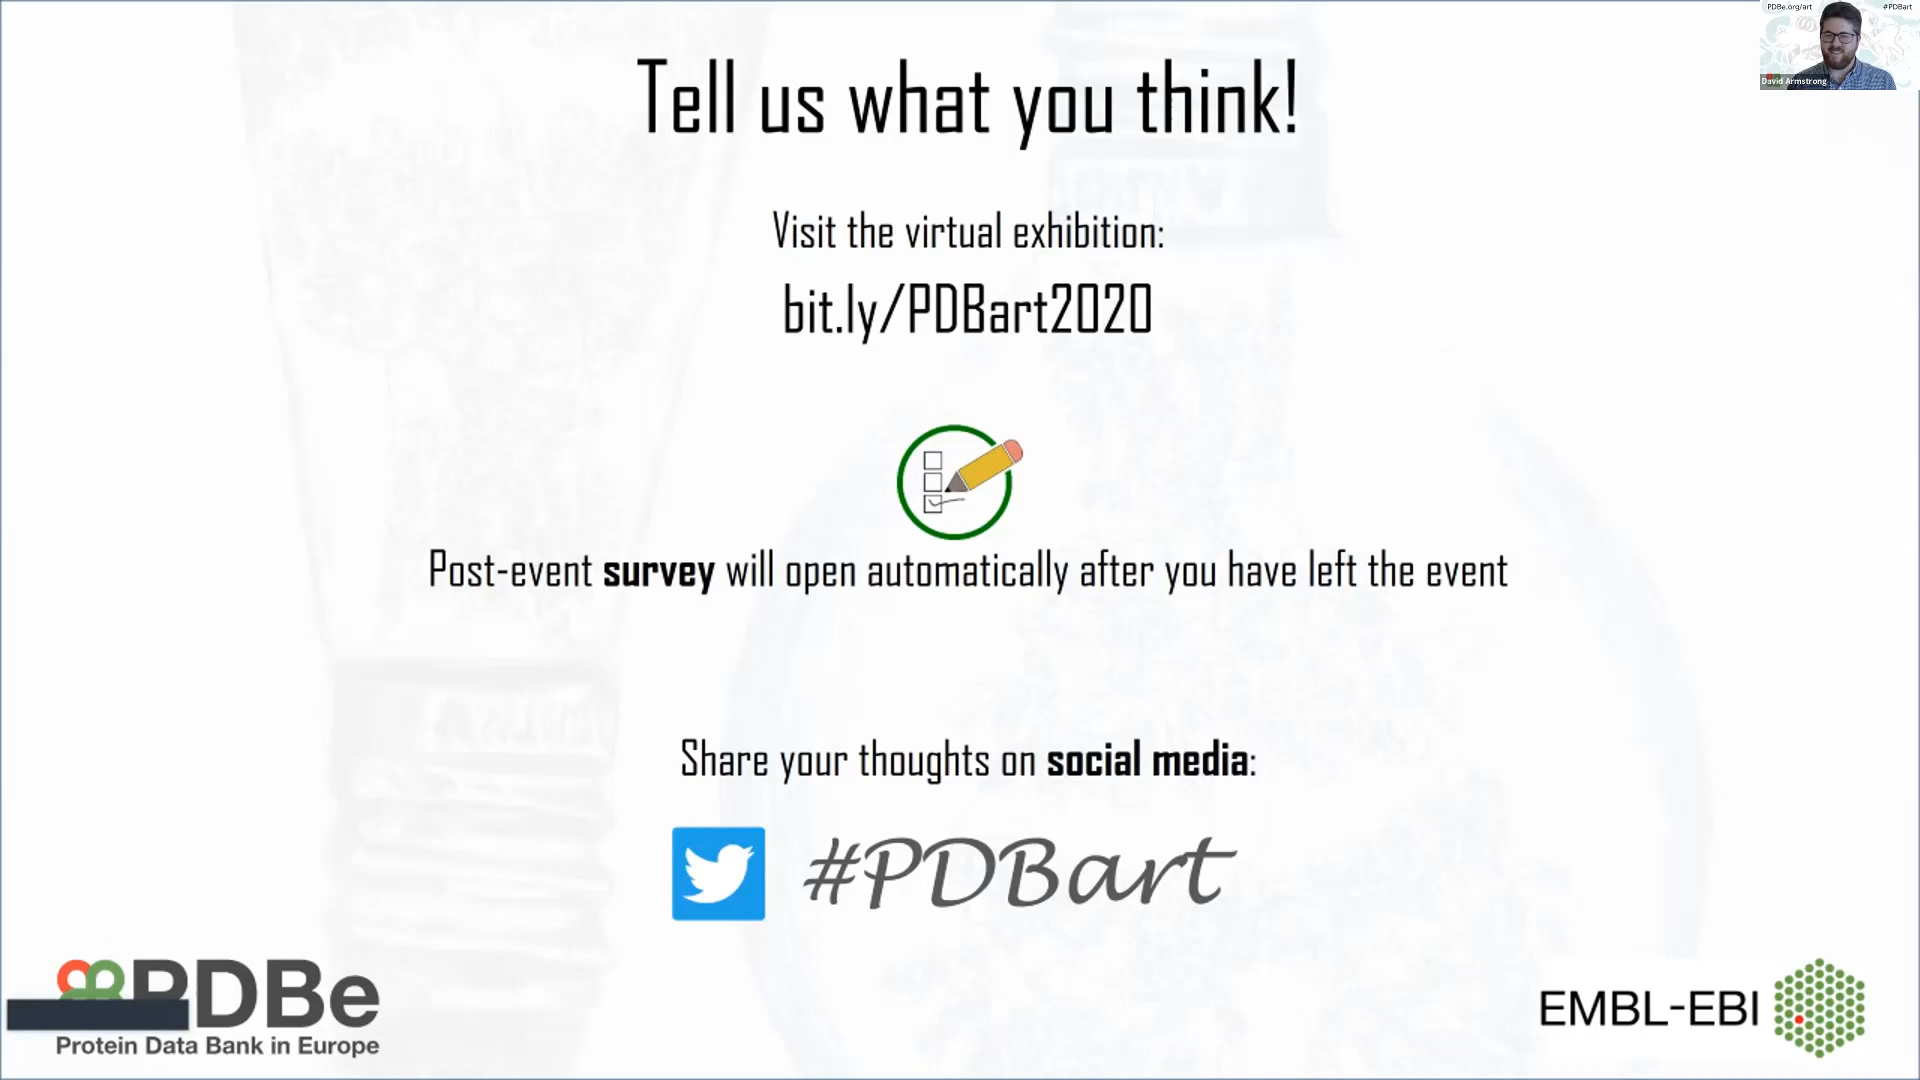 PDBe.org/art
#PDBart
David Armstrong
Tell us what you think!
Visit the virtual exhibition:
bit.ly/PDBart2020
Post-event survey will open automatically after you have left the event
Share your thoughts on social media:
#PDBart
PDBe
Protein Data Bank in Europe
EMBL-EBI